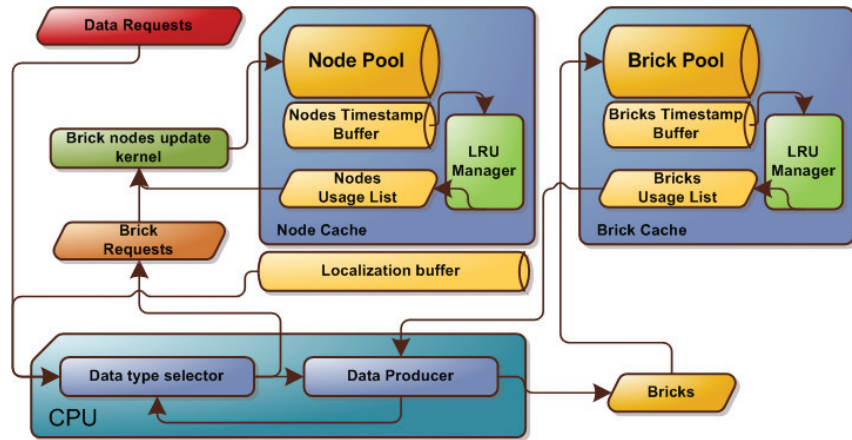 Data Requests
Node Pool
Brick Pool
Nodes Timestamp
Buffer
Bricks Timestamp
Buffer
Brick nodes update
kernel
LRU
Manager
LRU
Manager
Nodes
Usage List
Bricks
Usage List
Node Cache
Brick Cache
Brick
Requests
Localization buffer
Data type selector
Data Producer
Bricks
CPU